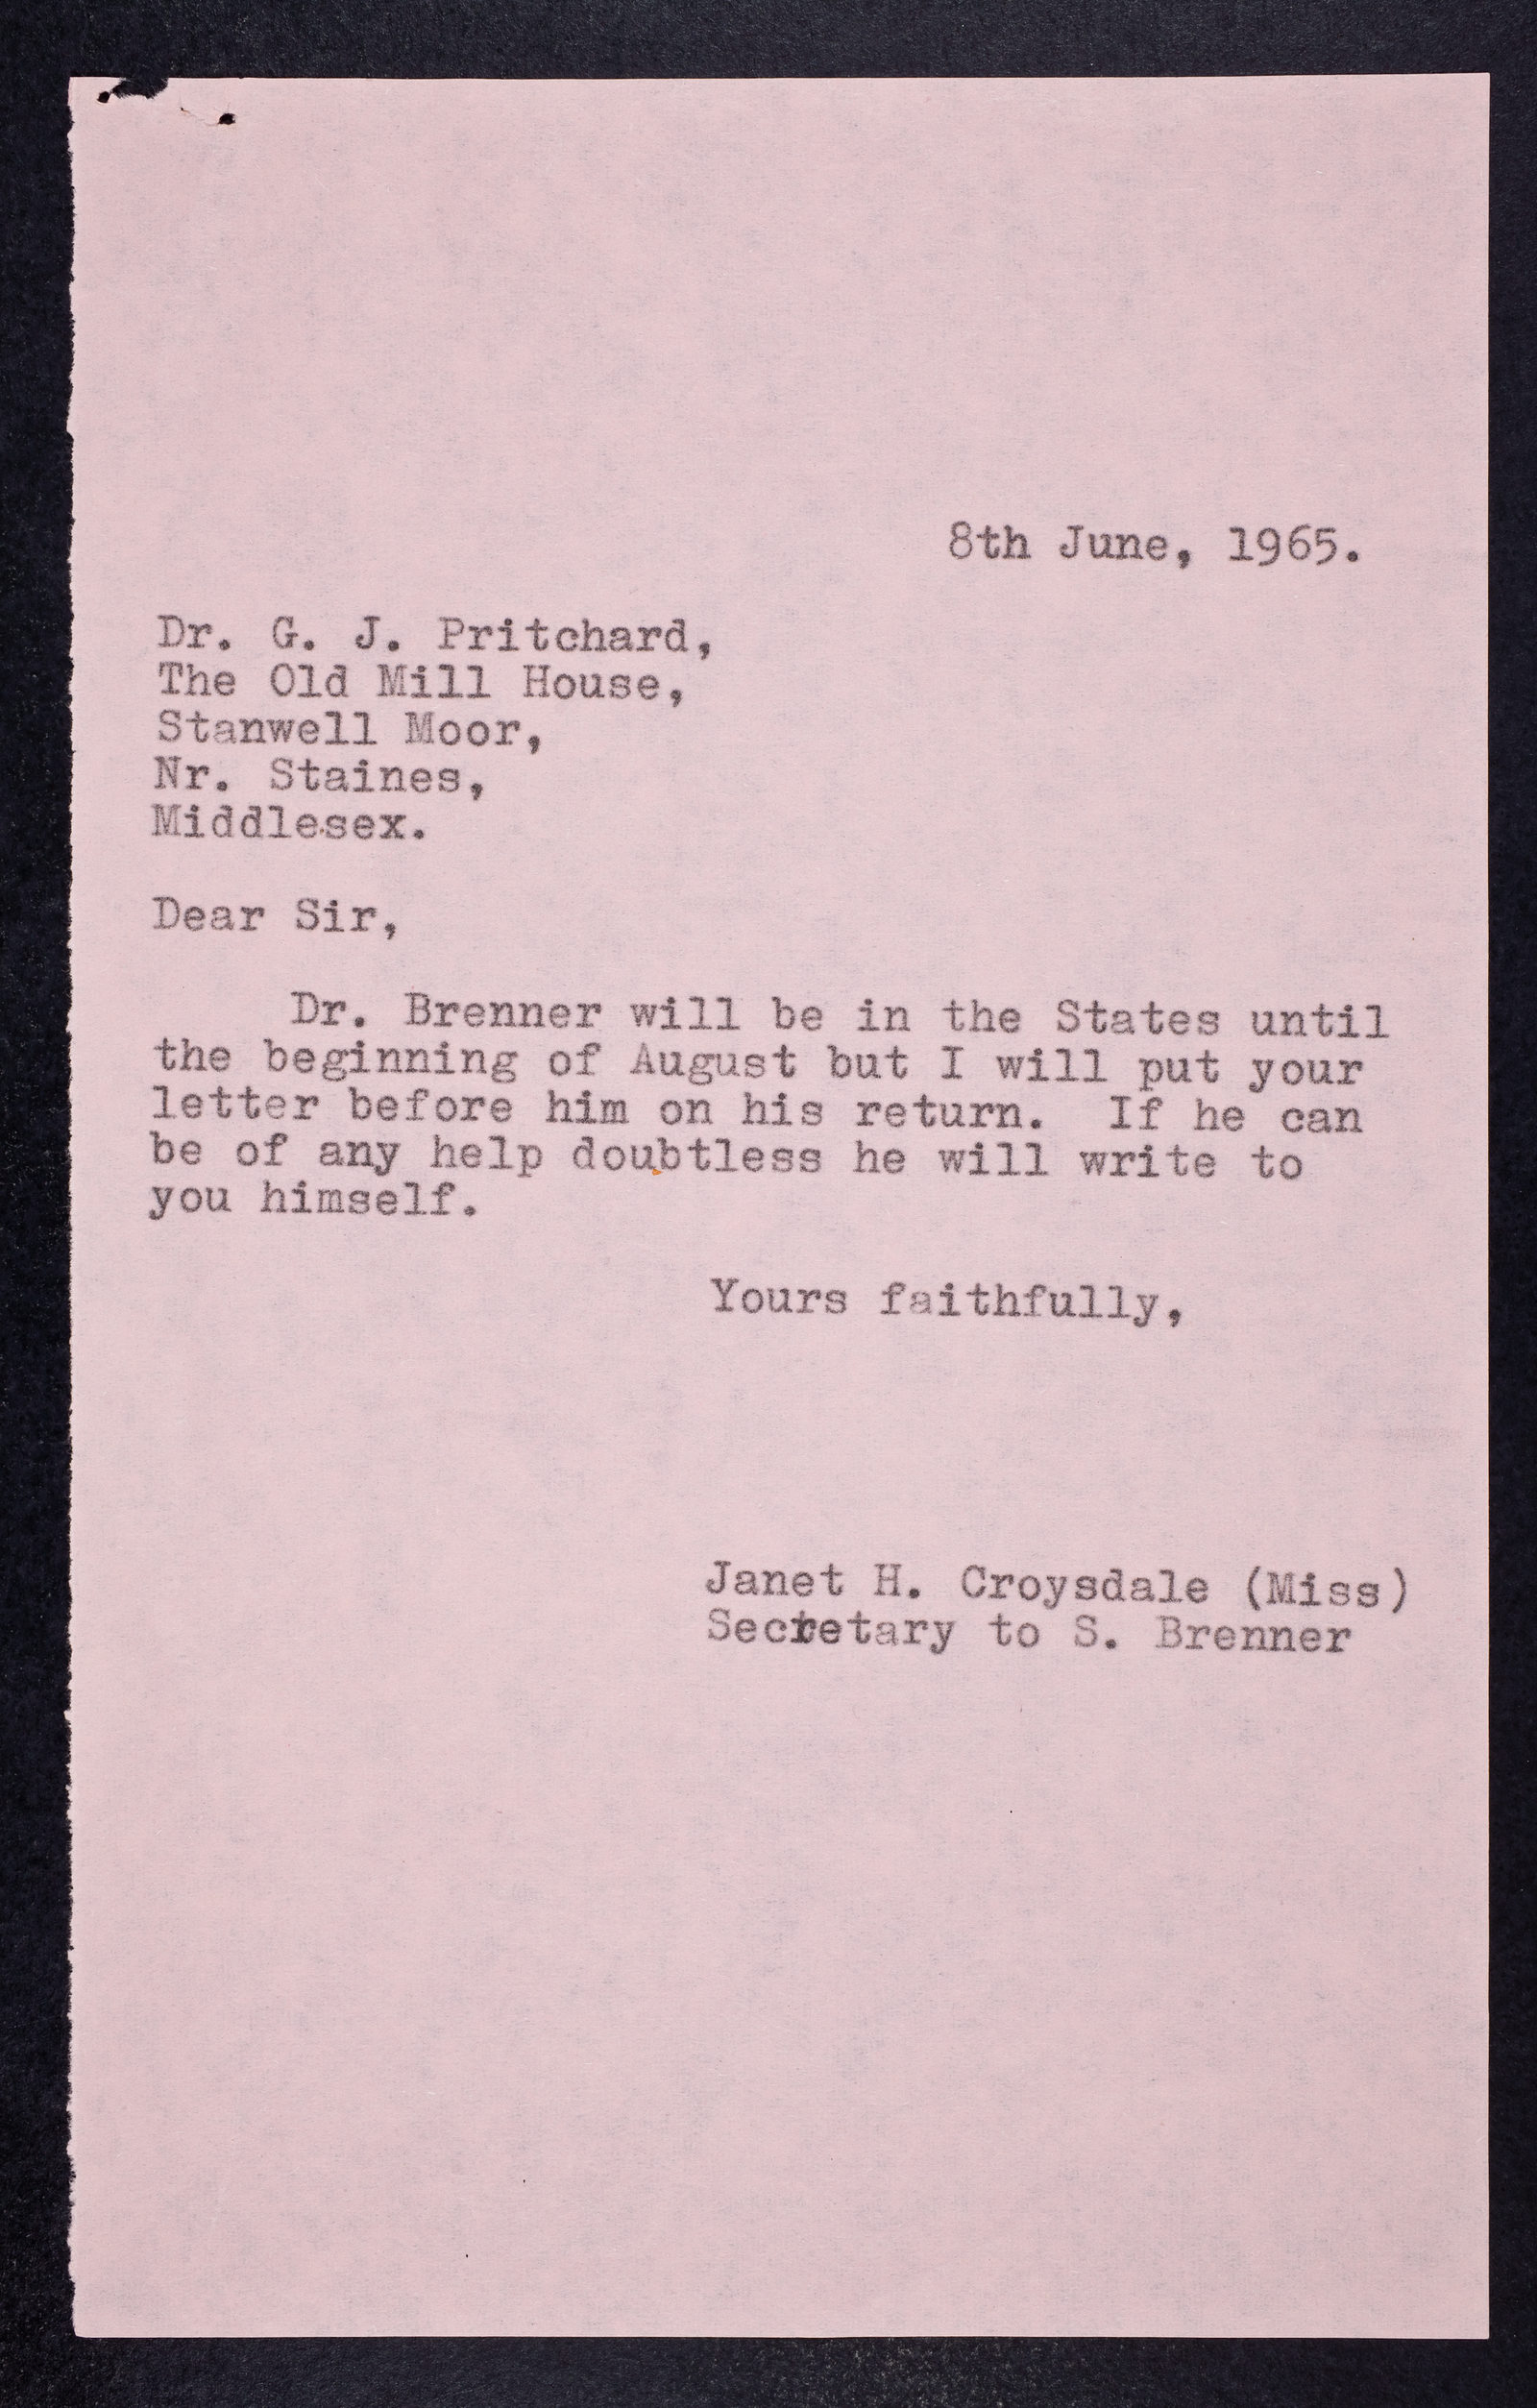 8th June, 1965.
Dr. G. J. Pritchard,
The Old Mill House,
Stanwell Moor,
Nr. Staines,
Middlesex.
Dear Sir,
Dr. Brenner will be in the States until
the beginning of August but I will put your
letter before him on his return. If he can
be of any help doubtless he will write to
you himself.
Yours faithfully,
Janet H. Croysdale (Miss)
Secretary to S. Brenner